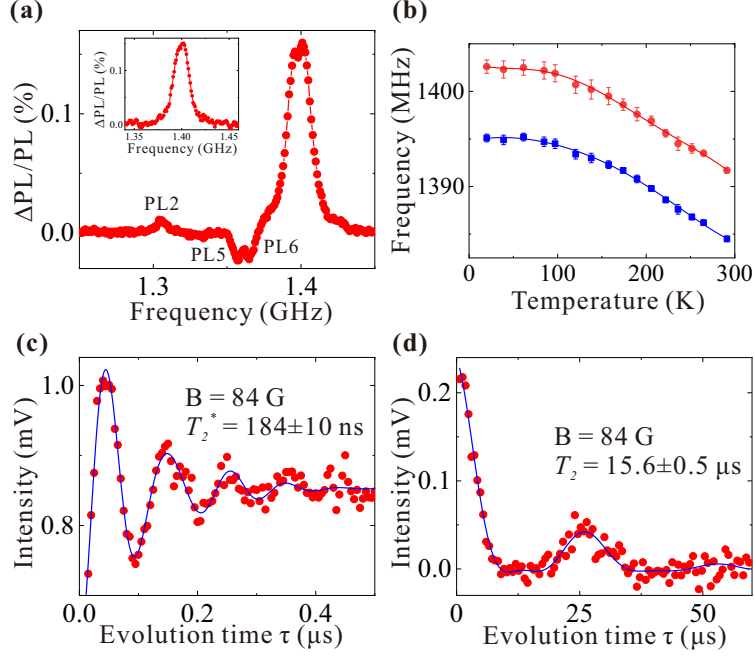 (a)
ΔPL/PL (%)
0.1
0.0
1.3
1.4
Frequency (GHz)
PL2
PL5
PL6
ΔPL/PL (%)
0.1
0.0
1.35
1.40
1.45
Frequency (GHz)
(b)
Frequency (MHz)
1400
1390
0
100
200
300
Temperature (K)
(c)
Intensity (mV)
1.0
0.8
0.0
0.2
0.4
Evolution time τ (μs)
B = 84 G
T₂* = 184±10 ns
(d)
Intensity (mV)
0.2
0.1
0.0
0
25
50
Evolution time τ (μs)
B = 84 G
T₂ = 15.6±0.5 μs